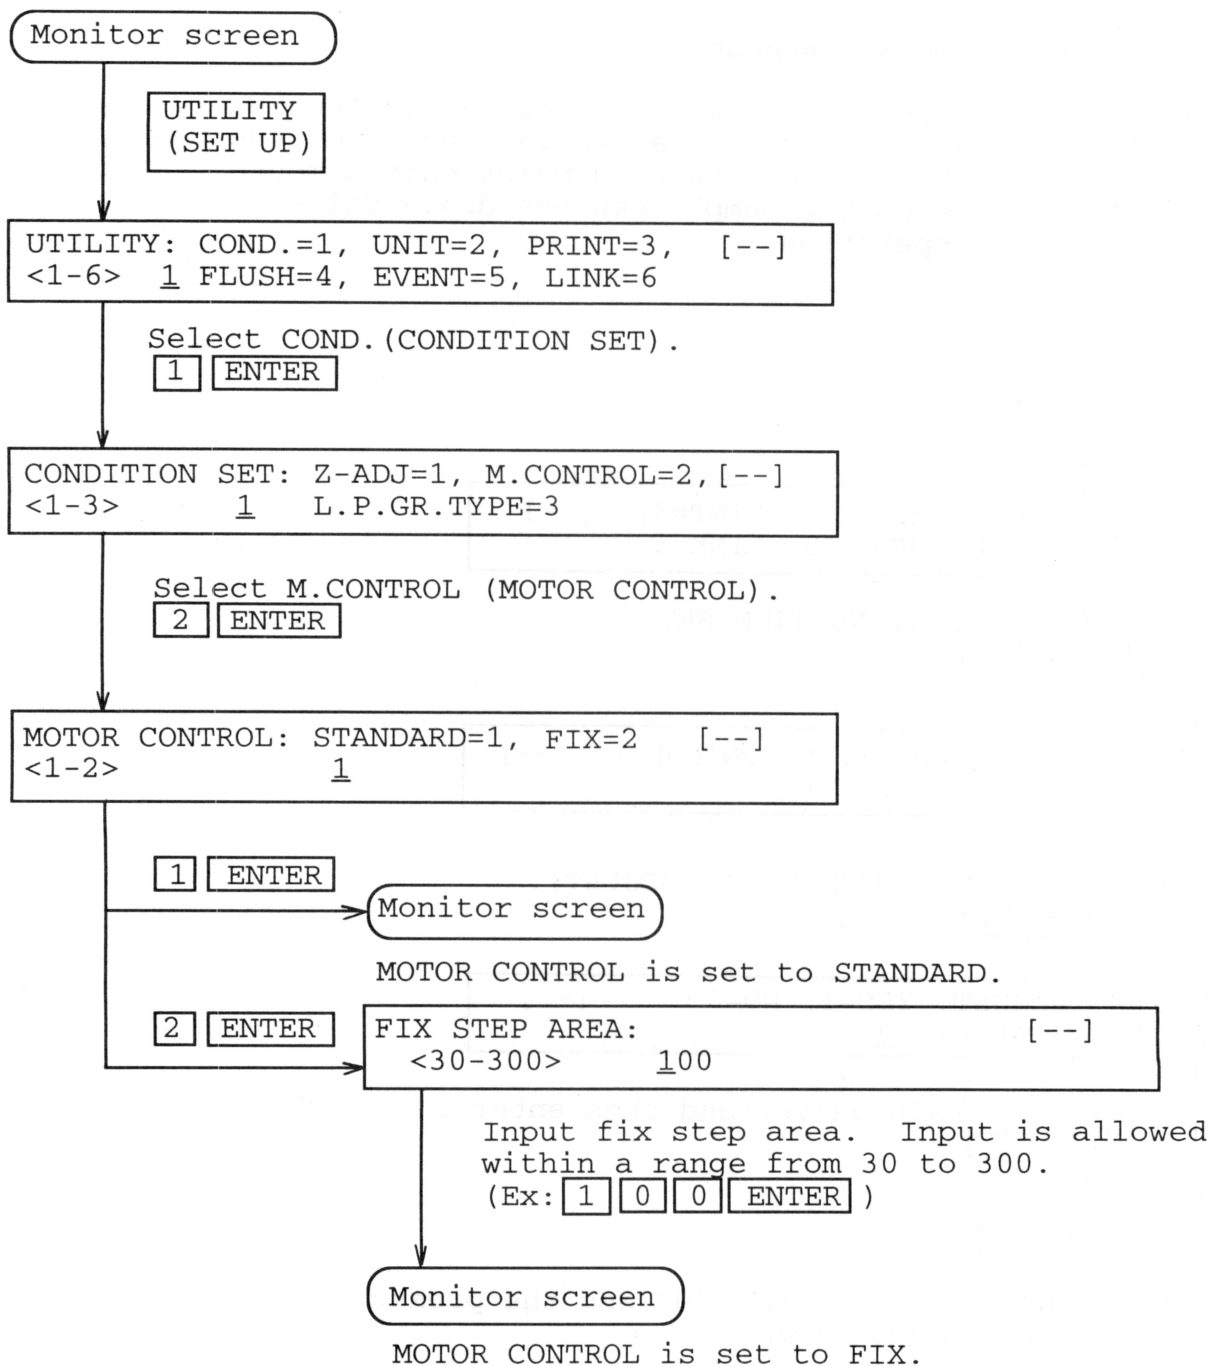 Monitor screen
UTILITY
(SET UP)
UTILITY: COND.=1, UNIT=2, PRINT=3, [--]
<1-6> 1 FLUSH=4, EVENT=5, LINK=6
Select COND.(CONDITION SET).
1 ENTER
CONDITION SET: Z-ADJ=1, M.CONTROL=2,[--]
<1-3> 1 L.P.GR.TYPE=3
Select M.CONTROL (MOTOR CONTROL).
2 ENTER
MOTOR CONTROL: STANDARD=1, FIX=2 [--]
<1-2> 1
1 ENTER
Monitor screen
MOTOR CONTROL is set to STANDARD.
2 ENTER
FIX STEP AREA: [--]
<30-300> 100
Input fix step area. Input is allowed
within a range from 30 to 300.
(Ex: 1 0 0 ENTER )
Monitor screen
MOTOR CONTROL is set to FIX.